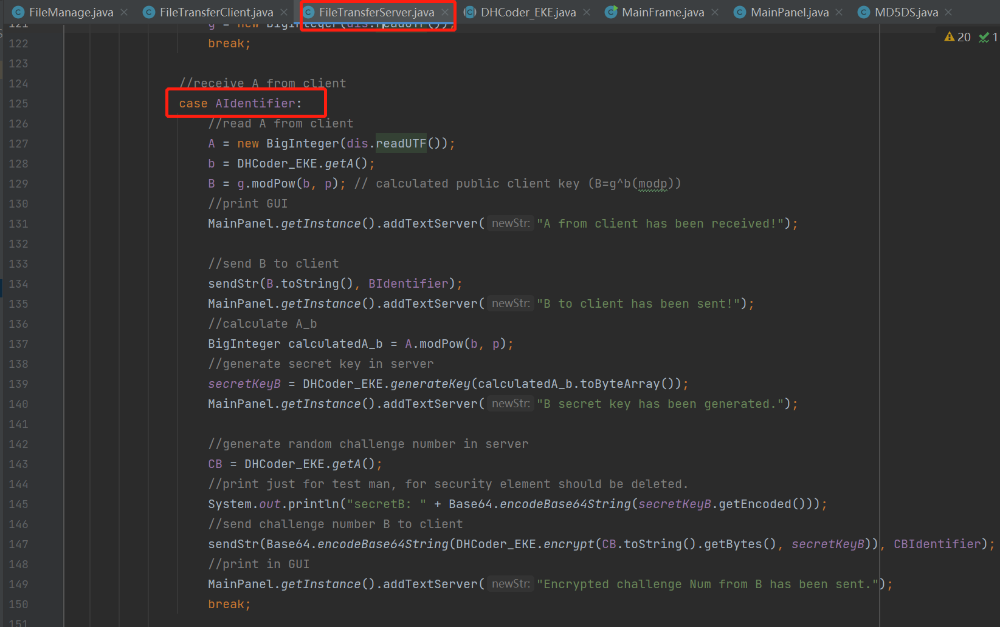 FileManage.java FileTransferClient.java FileTransferServer.java DHCoder_EKE.java MainFrame.java MainPanel.java MD5DS.java
121 g = new BigInteger(dis.readUTF());
20 1
122 break;
123
124 //receive A from client
125 case AIdentifier:
126 //read A from client
127 A = new BigInteger(dis.readUTF());
128 b = DHCoder_EKE.getA();
129 B = g.modPow(b, p); // calculated public client key (B=g^b(modp))
130 //print GUI
131 MainPanel.getInstance().addTextServer( newStr: "A from client has been received!");
132
133 //send B to client
134 sendStr(B.toString(), BIdentifier);
135 MainPanel.getInstance().addTextServer( newStr: "B to client has been sent!");
136 //calculate A_b
137 BigInteger calculatedA_b = A.modPow(b, p);
138 //generate secret key in server
139 secretKeyB = DHCoder_EKE.generateKey(calculatedA_b.toByteArray());
140 MainPanel.getInstance().addTextServer( newStr: "B secret key has been generated.");
141
142 //generate random challenge number in server
143 CB = DHCoder_EKE.getA();
144 //print just for test man, for security element should be deleted.
145 System.out.println("secretB: " + Base64.encodeBase64String(secretKeyB.getEncoded()));
146 //send challenge number B to client
147 sendStr(Base64.encodeBase64String(DHCoder_EKE.encrypt(CB.toString().getBytes(), secretKeyB)), CBIdentifier);
148 //print in GUI
149 MainPanel.getInstance().addTextServer( newStr: "Encrypted challenge Num from B has been sent.");
150 break;
151